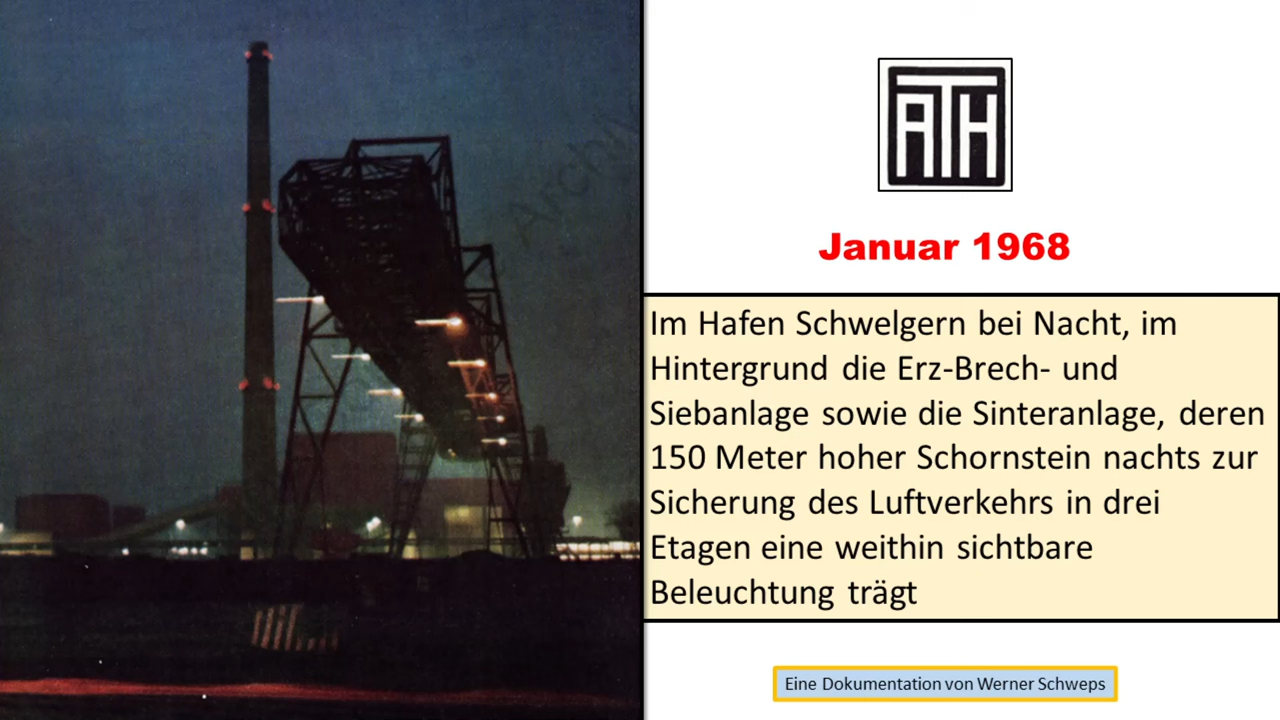 ATH
Januar 1968
Im Hafen Schwelgern bei Nacht, im
Hintergrund die Erz-Brech- und
Siebanlage sowie die Sinteranlage, deren
150 Meter hoher Schornstein nachts zur
Sicherung des Luftverkehrs in drei
Etagen eine weithin sichtbare
Beleuchtung trägt
Eine Dokumentation von Werner Schweps